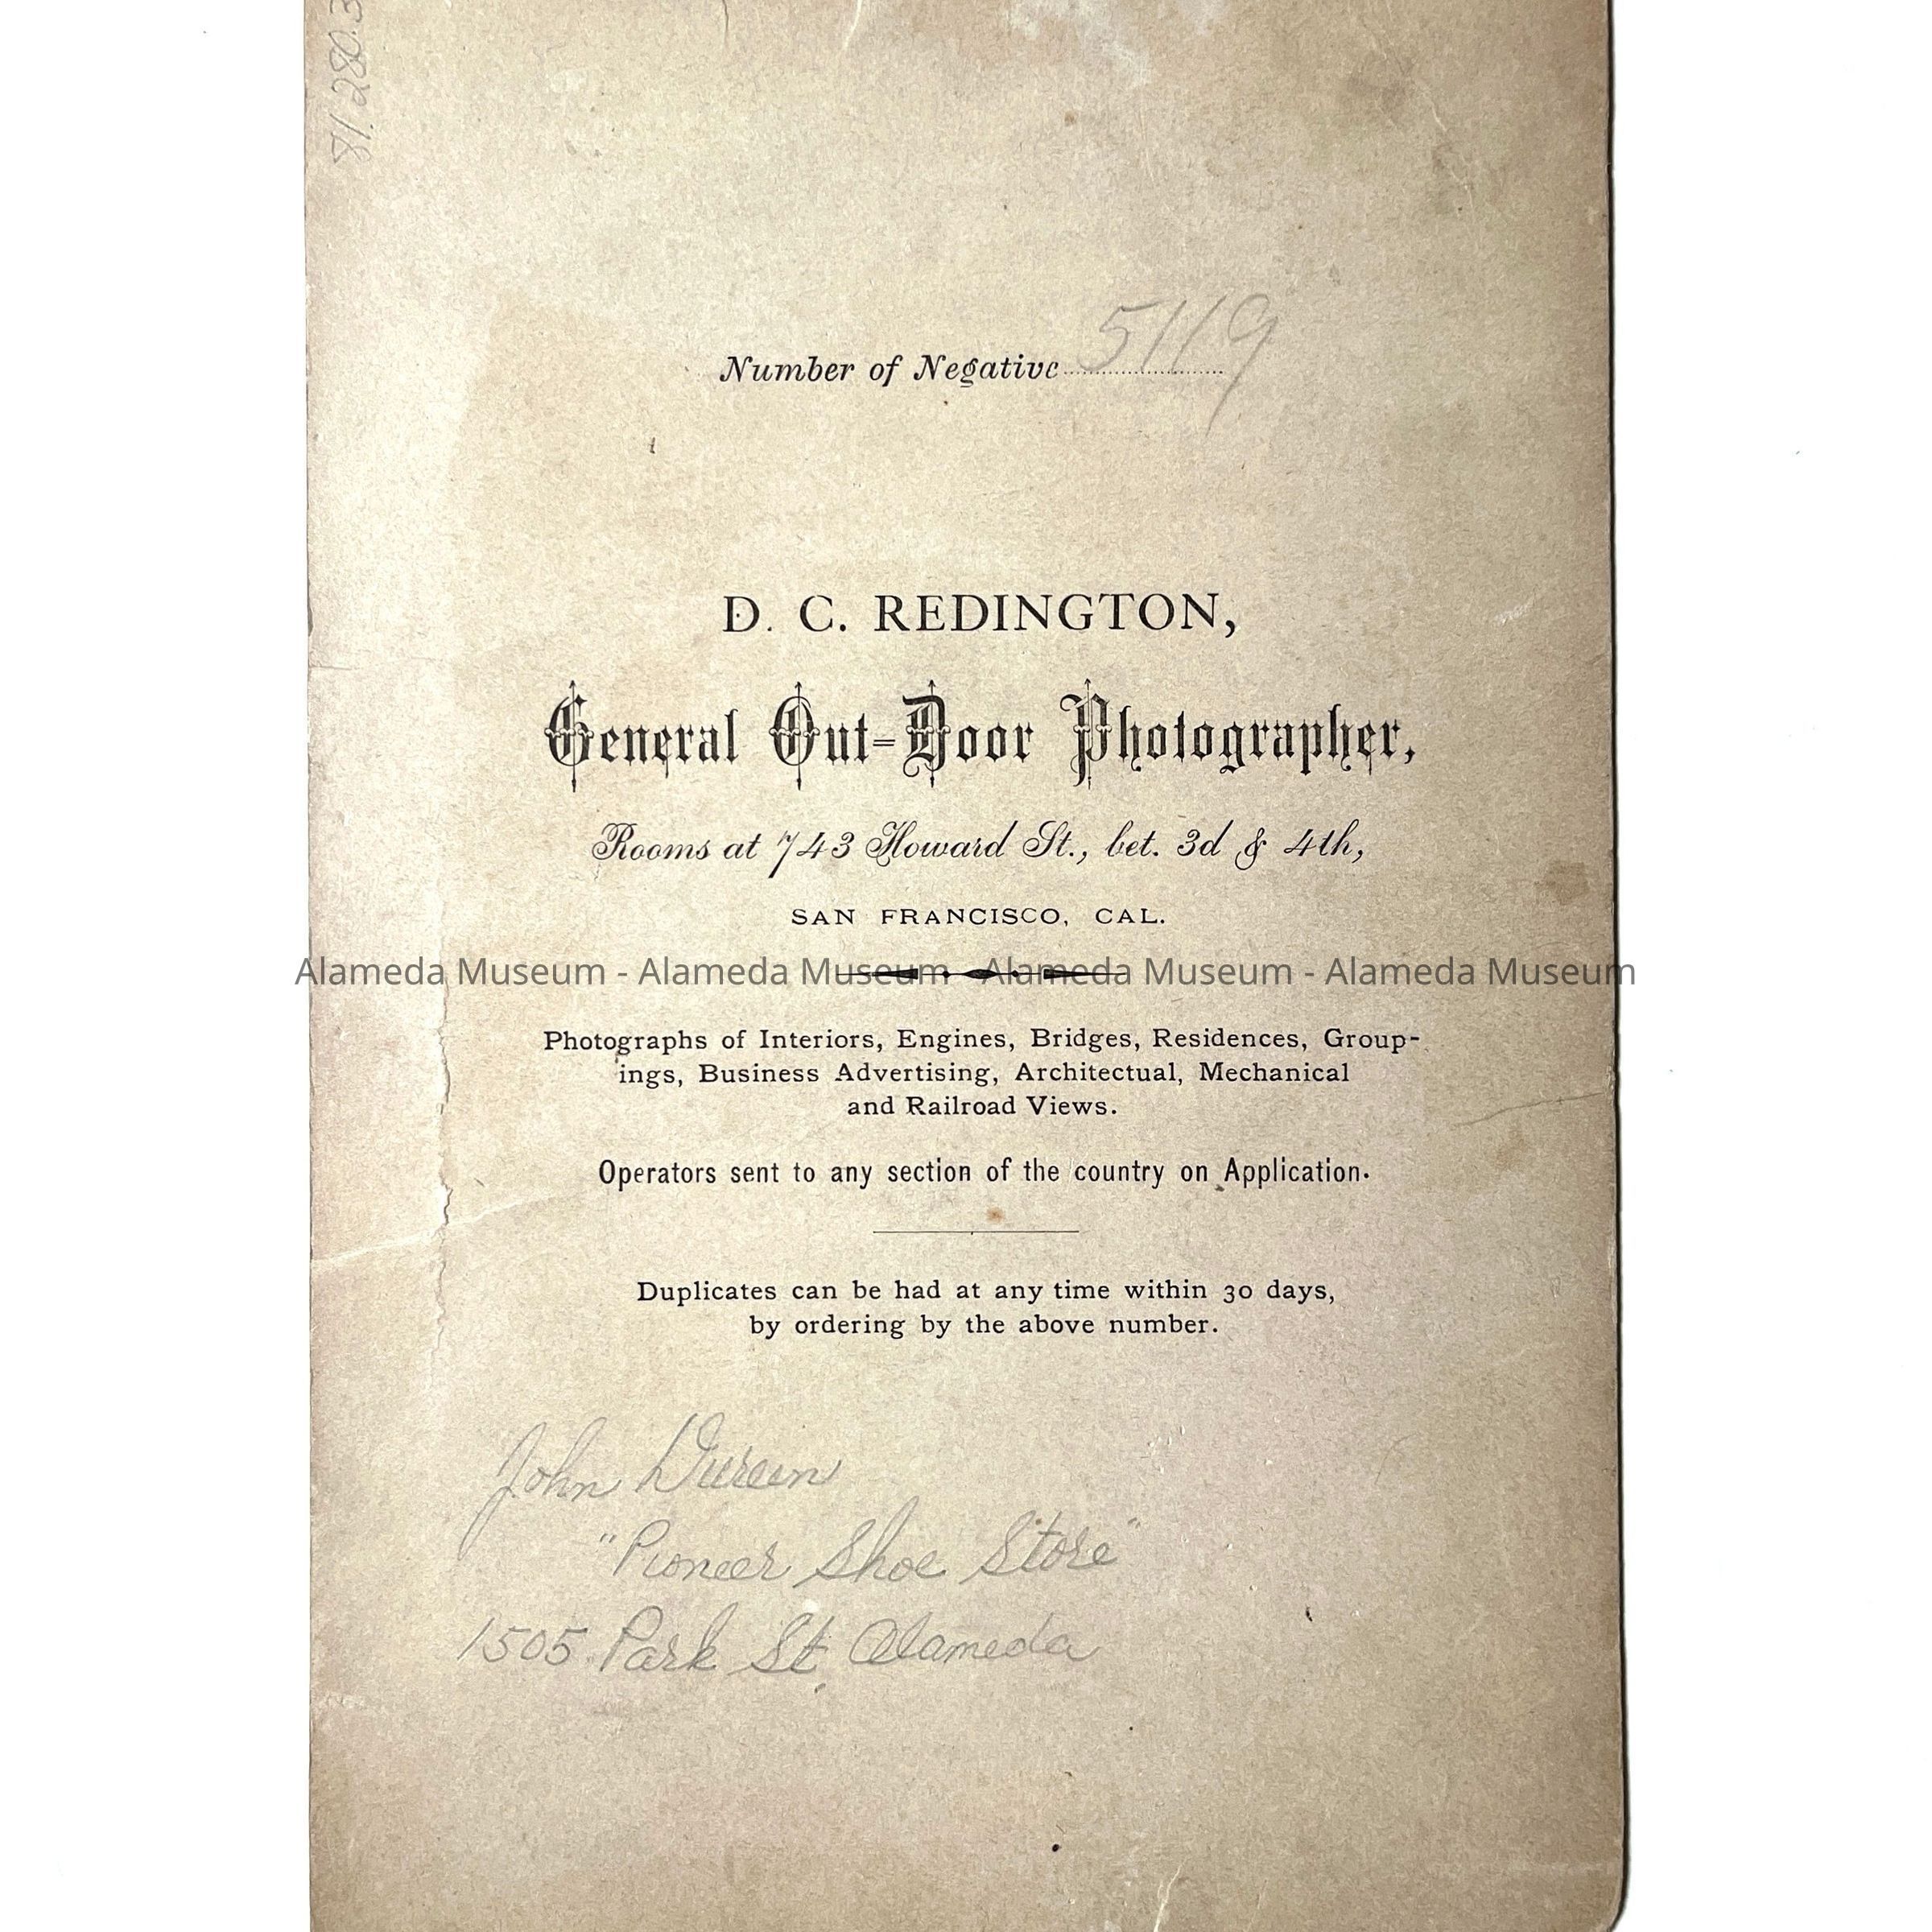 81.280.3
Number of Negative 5119
D. C. REDINGTON,
General Out-Door Photographer,
Rooms at 743 Howard St., bet. 3d & 4th,
SAN FRANCISCO, CAL.
Alameda Museum - Alameda Museum - Alameda Museum - Alameda Museum
Photographs of Interiors, Engines, Bridges, Residences, Group-
ings, Business Advertising, Architectual, Mechanical
and Railroad Views.
Operators sent to any section of the country on Application.
Duplicates can be had at any time within 30 days,
by ordering by the above number.
John Durein
"Pioneer Shoe Store"
1505 Park St Alameda